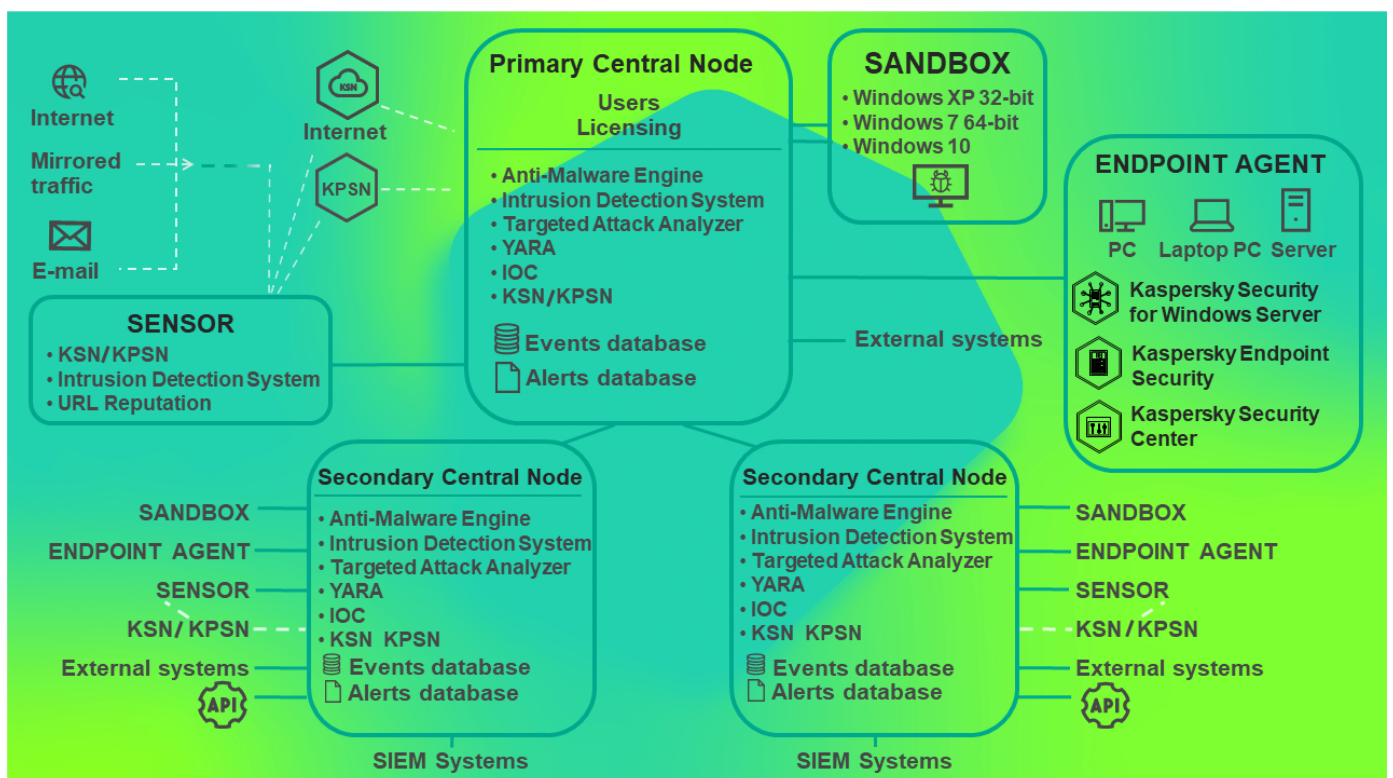 Internet
Mirrored
traffic
E-mail
KSN
Internet
KPSN
SENSOR
• KSN/KPSN
• Intrusion Detection System
• URL Reputation
Primary Central Node
Users
Licensing
• Anti-Malware Engine
• Intrusion Detection System
• Targeted Attack Analyzer
• YARA
• IOC
• KSN/KPSN
Events database
Alerts database
SANDBOX
• Windows XP 32-bit
• Windows 7 64-bit
• Windows 10
External systems
ENDPOINT AGENT
PC Laptop PC Server
Kaspersky Security
for Windows Server
Kaspersky Endpoint
Security
Kaspersky Security
Center
SANDBOX
ENDPOINT AGENT
SENSOR
KSN/KPSN
External systems
API
Secondary Central Node
• Anti-Malware Engine
• Intrusion Detection System
• Targeted Attack Analyzer
• YARA
• IOC
• KSN KPSN
Events database
Alerts database
SIEM Systems
Secondary Central Node
• Anti-Malware Engine
• Intrusion Detection System
• Targeted Attack Analyzer
• YARA
• IOC
• KSN KPSN
Events database
Alerts database
SIEM Systems
SANDBOX
ENDPOINT AGENT
SENSOR
KSN/KPSN
External systems
API